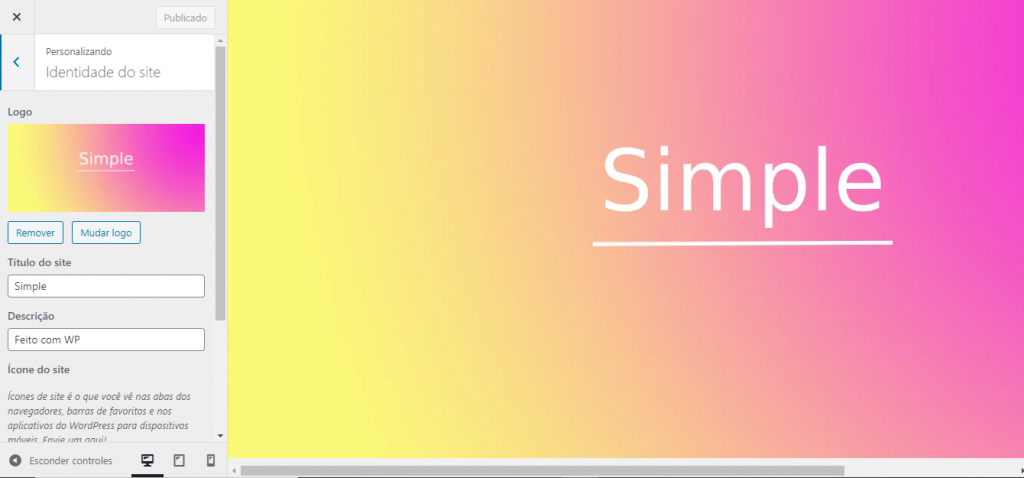 Publicado
Personalizando
Identidade do site
Logo
Simple
Remover
Mudar logo
Título do site
Simple
Descrição
Feito com WP
Ícone do site
Ícones de site é o que você vê nas abas dos
navegadores, barras de favoritos e nos
aplicativos do WordPress para dispositivos
móveis. Envie um aqui!
Esconder controles
Simple